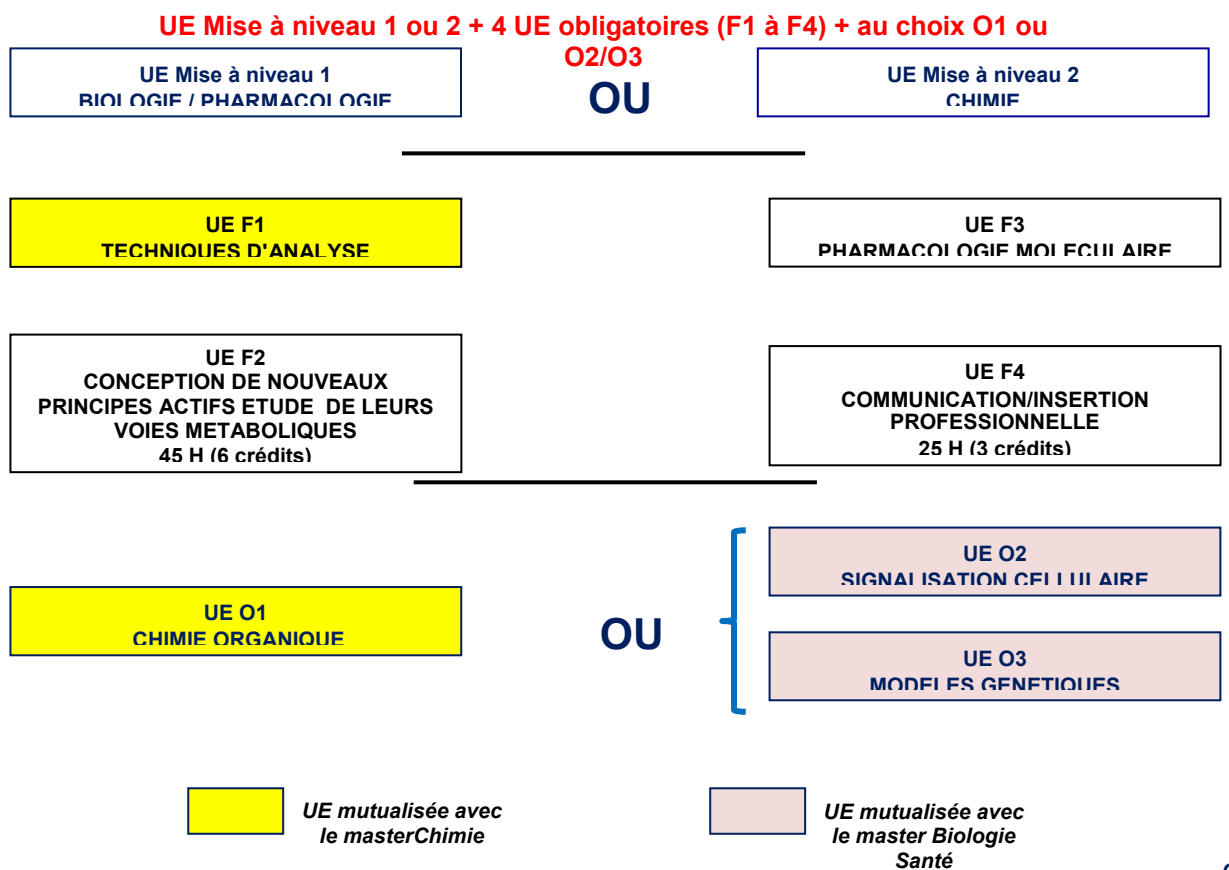 UE Mise à niveau 1 ou 2 + 4 UE obligatoires (F1 à F4) + au choix O1 ou
O2/O3
UE Mise à niveau 1
BIOLOGIE / PHARMACOLOGIE
OU
UE Mise à niveau 2
CHIMIE
UE F1
TECHNIQUES D'ANALYSE
UE F3
PHARMACOLOGIE MOLECULAIRE
UE F2
CONCEPTION DE NOUVEAUX
PRINCIPES ACTIFS ETUDE DE LEURS
VOIES METABOLIQUES
45 H (6 crédits)
UE F4
COMMUNICATION/INSERTION
PROFESSIONNELLE
25 H (3 crédits)
UE O1
CHIMIE ORGANIQUE
OU
UE O2
SIGNALISATION CELLULAIRE
UE O3
MODELES GENETIQUES
UE mutualisée avec
le masterChimie
UE mutualisée avec
le master Biologie
Santé